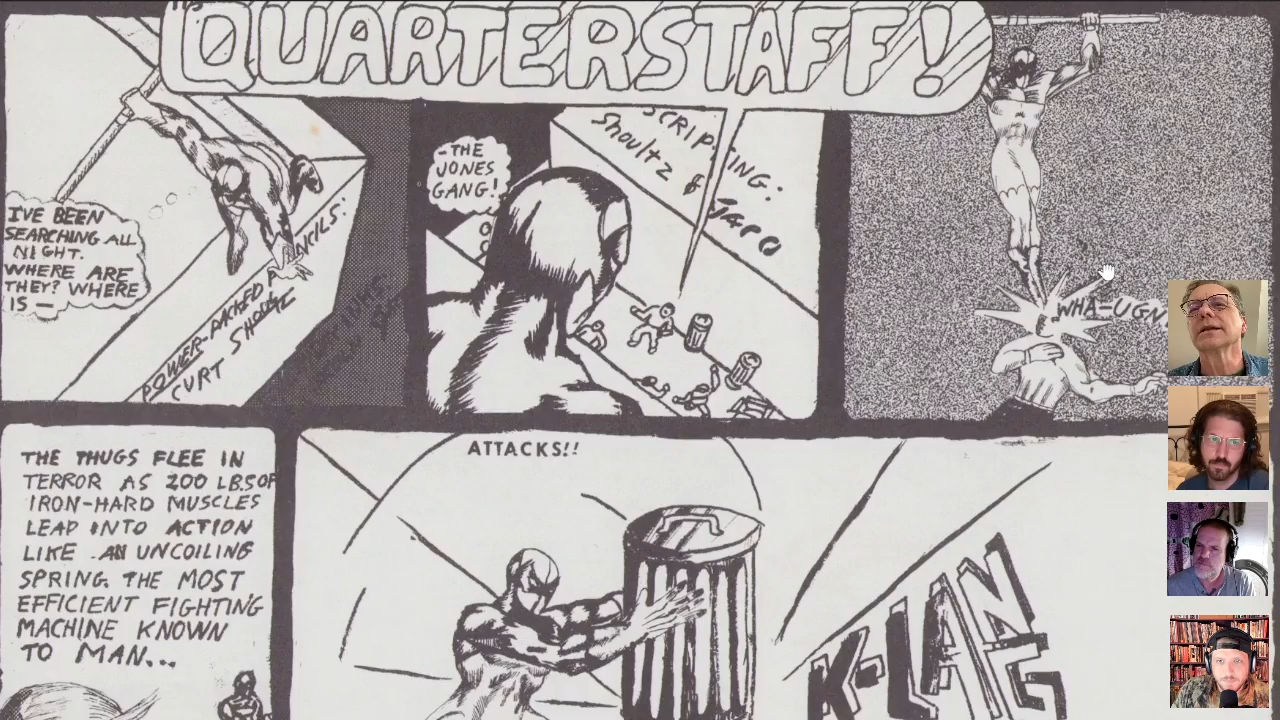 QUARTERSTAFF!
I'VE BEEN
SEARCHING ALL
NIGHT.
WHERE ARE
THEY? WHERE
IS —
POWER-PACKED PENCILS:
CURT SHOULTZ
-THE
JONES
GANG!
SCRIPTING:
Shoultz &
WHA-UGN
THE THUGS FLEE IN
TERROR AS 200 LBS OF
IRON-HARD MUSCLES
LEAP INTO ACTION
LIKE AN UNCOILING
SPRING. THE MOST
EFFICIENT FIGHTING
MACHINE KNOWN
TO MAN...
ATTACKS!!
K-LANG